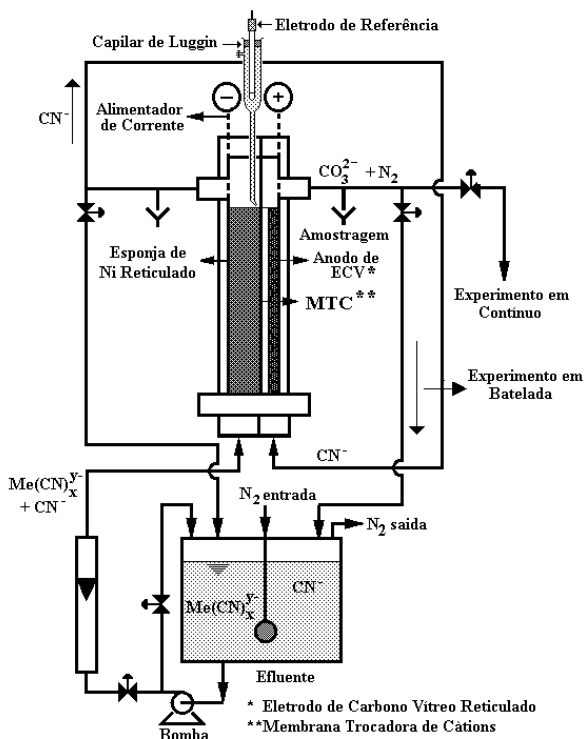 Eletrodo de Referência
Capilar de Luggin
− +
CN⁻
Alimentador
de Corrente
CO₃²⁻ + N₂
Amostragem
Esponja de
Ni Reticulado
Anodo de
ECV*
MTC**
Experimento em
Contínuo
Experimento em
Batelada
CN⁻
Me(CN)ₓʸ⁻
+ CN⁻
N₂ entrada
N₂ saida
CN⁻
Me(CN)ₓʸ⁻
Efluente
Bomba
* Eletrodo de Carbono Vítreo Reticulado
**Membrana Trocadora de Càtions